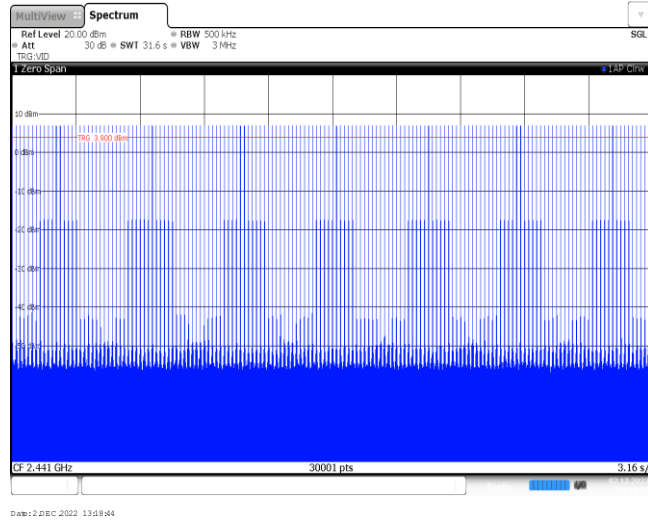 MultiView Spectrum
Ref Level 20.00 dBm RBW 500 kHz SGL
Att 30 dB SWT 31.6 s VBW 3 MHz
TRG:VID
1 Zero Span 1AP Clrw
10 dBm
TRG 3.800 dBm
0 dBm
-10 dBm
-20 dBm
-30 dBm
-40 dBm
CF 2.441 GHz 30001 pts 3.16 s/
Date: 2.DEC.2022 13:18:44